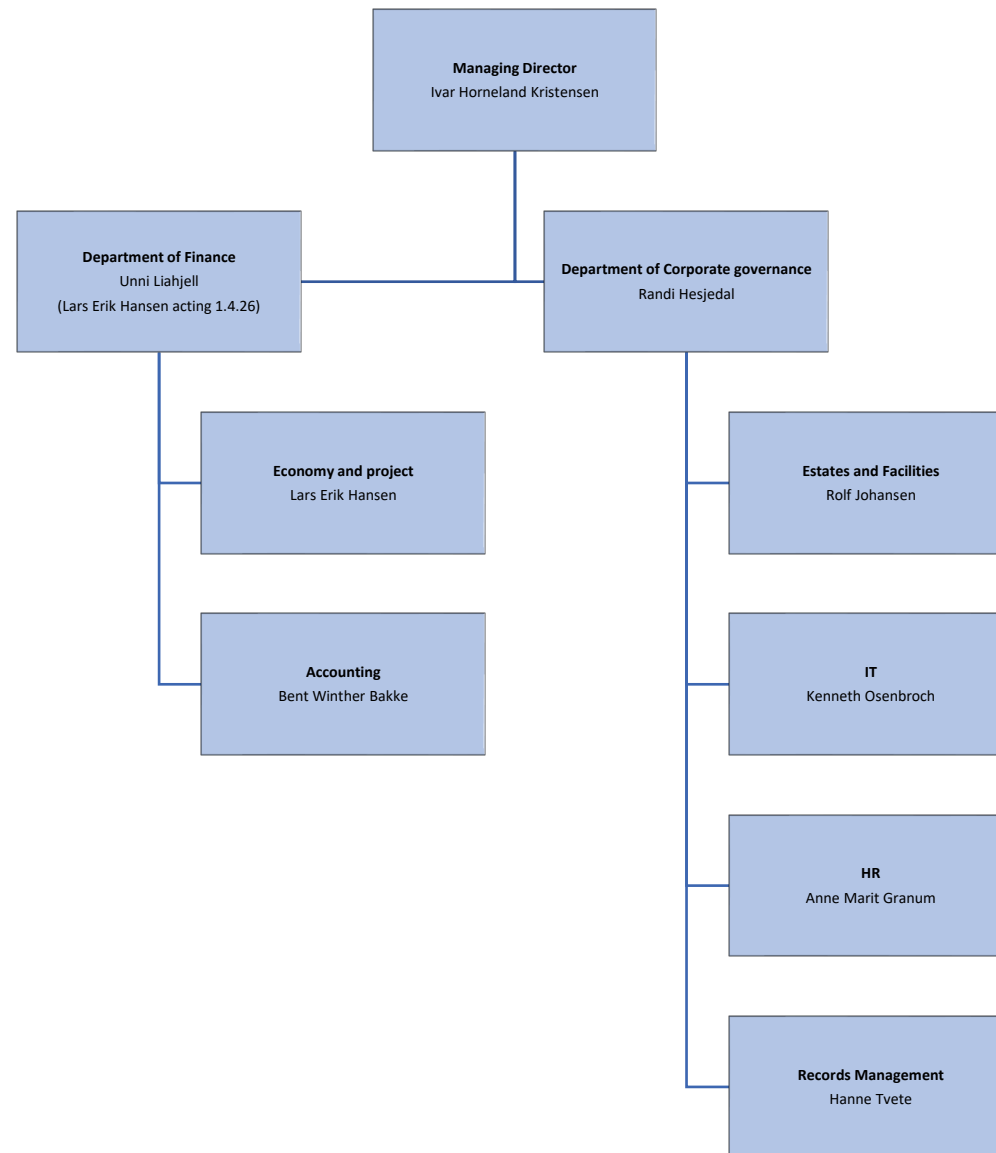 Managing Director
Ivar Horneland Kristensen
Department of Finance
Unni Liahjell
(Lars Erik Hansen acting 1.4.26)
Department of Corporate governance
Randi Hesjedal
Economy and project
Lars Erik Hansen
Estates and Facilities
Rolf Johansen
Accounting
Bent Winther Bakke
IT
Kenneth Osenbroch
HR
Anne Marit Granum
Records Management
Hanne Tvete